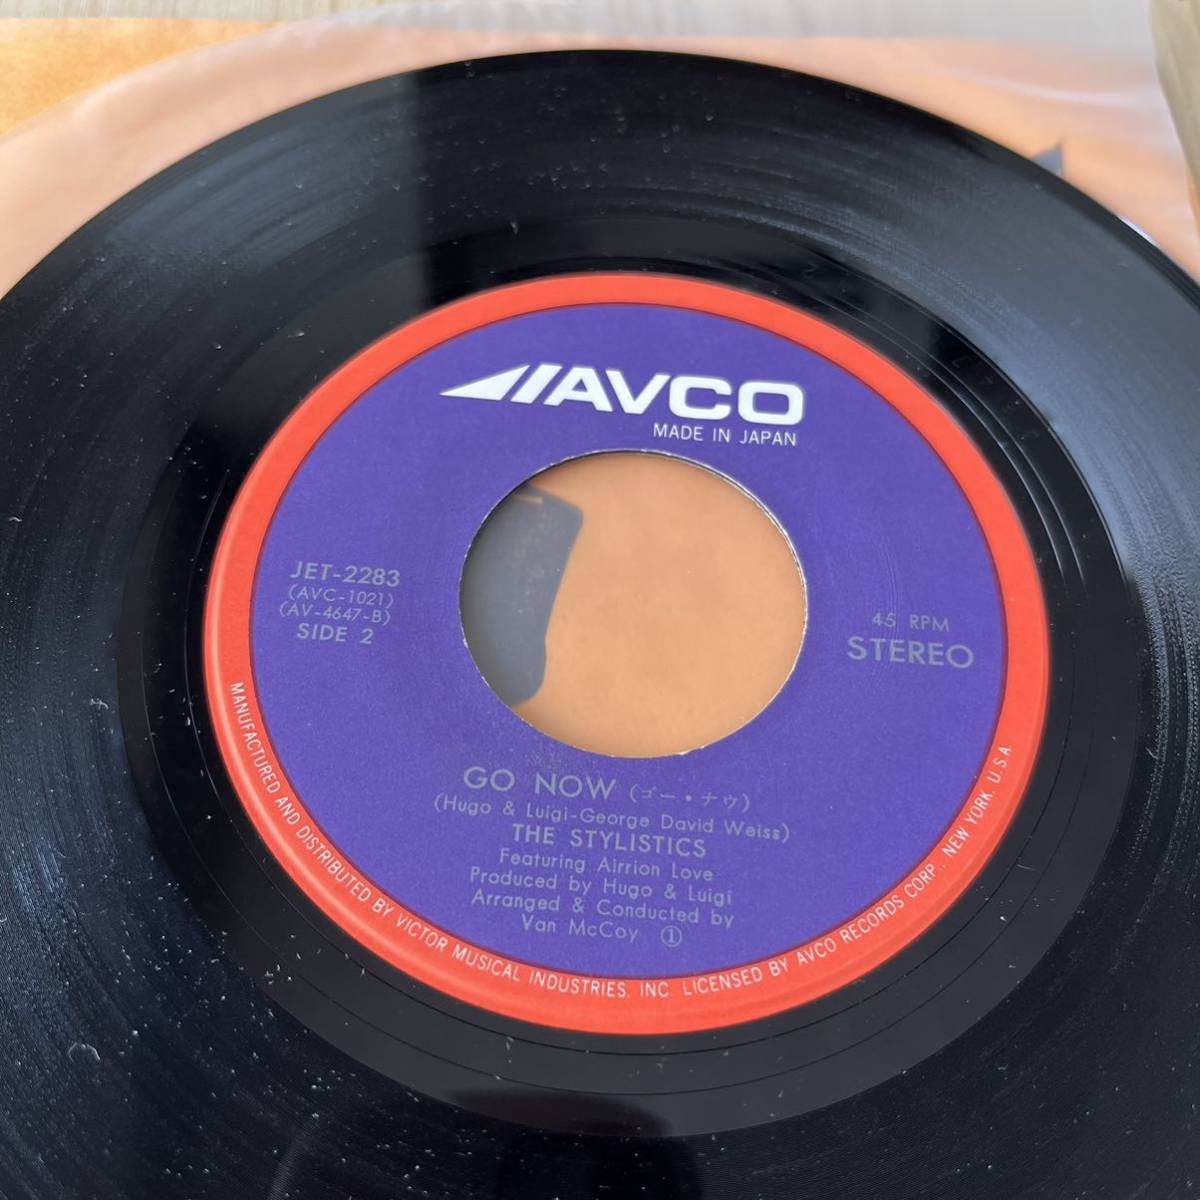 AVCO
MADE IN JAPAN
JET-2283
(AVC-1021)
(AV-4647-B)
SIDE 2
45 RPM
STEREO
GO NOW (ゴー・ナウ)
(Hugo & Luigi-George David Weiss)
THE STYLISTICS
Featuring Airrion Love
Produced by Hugo & Luigi
Arranged & Conducted by
Van McCoy ①
MANUFACTURED AND DISTRIBUTED BY VICTOR MUSICAL INDUSTRIES, INC. LICENSED BY AVCO RECORDS CORP., NEW YORK, U.S.A.